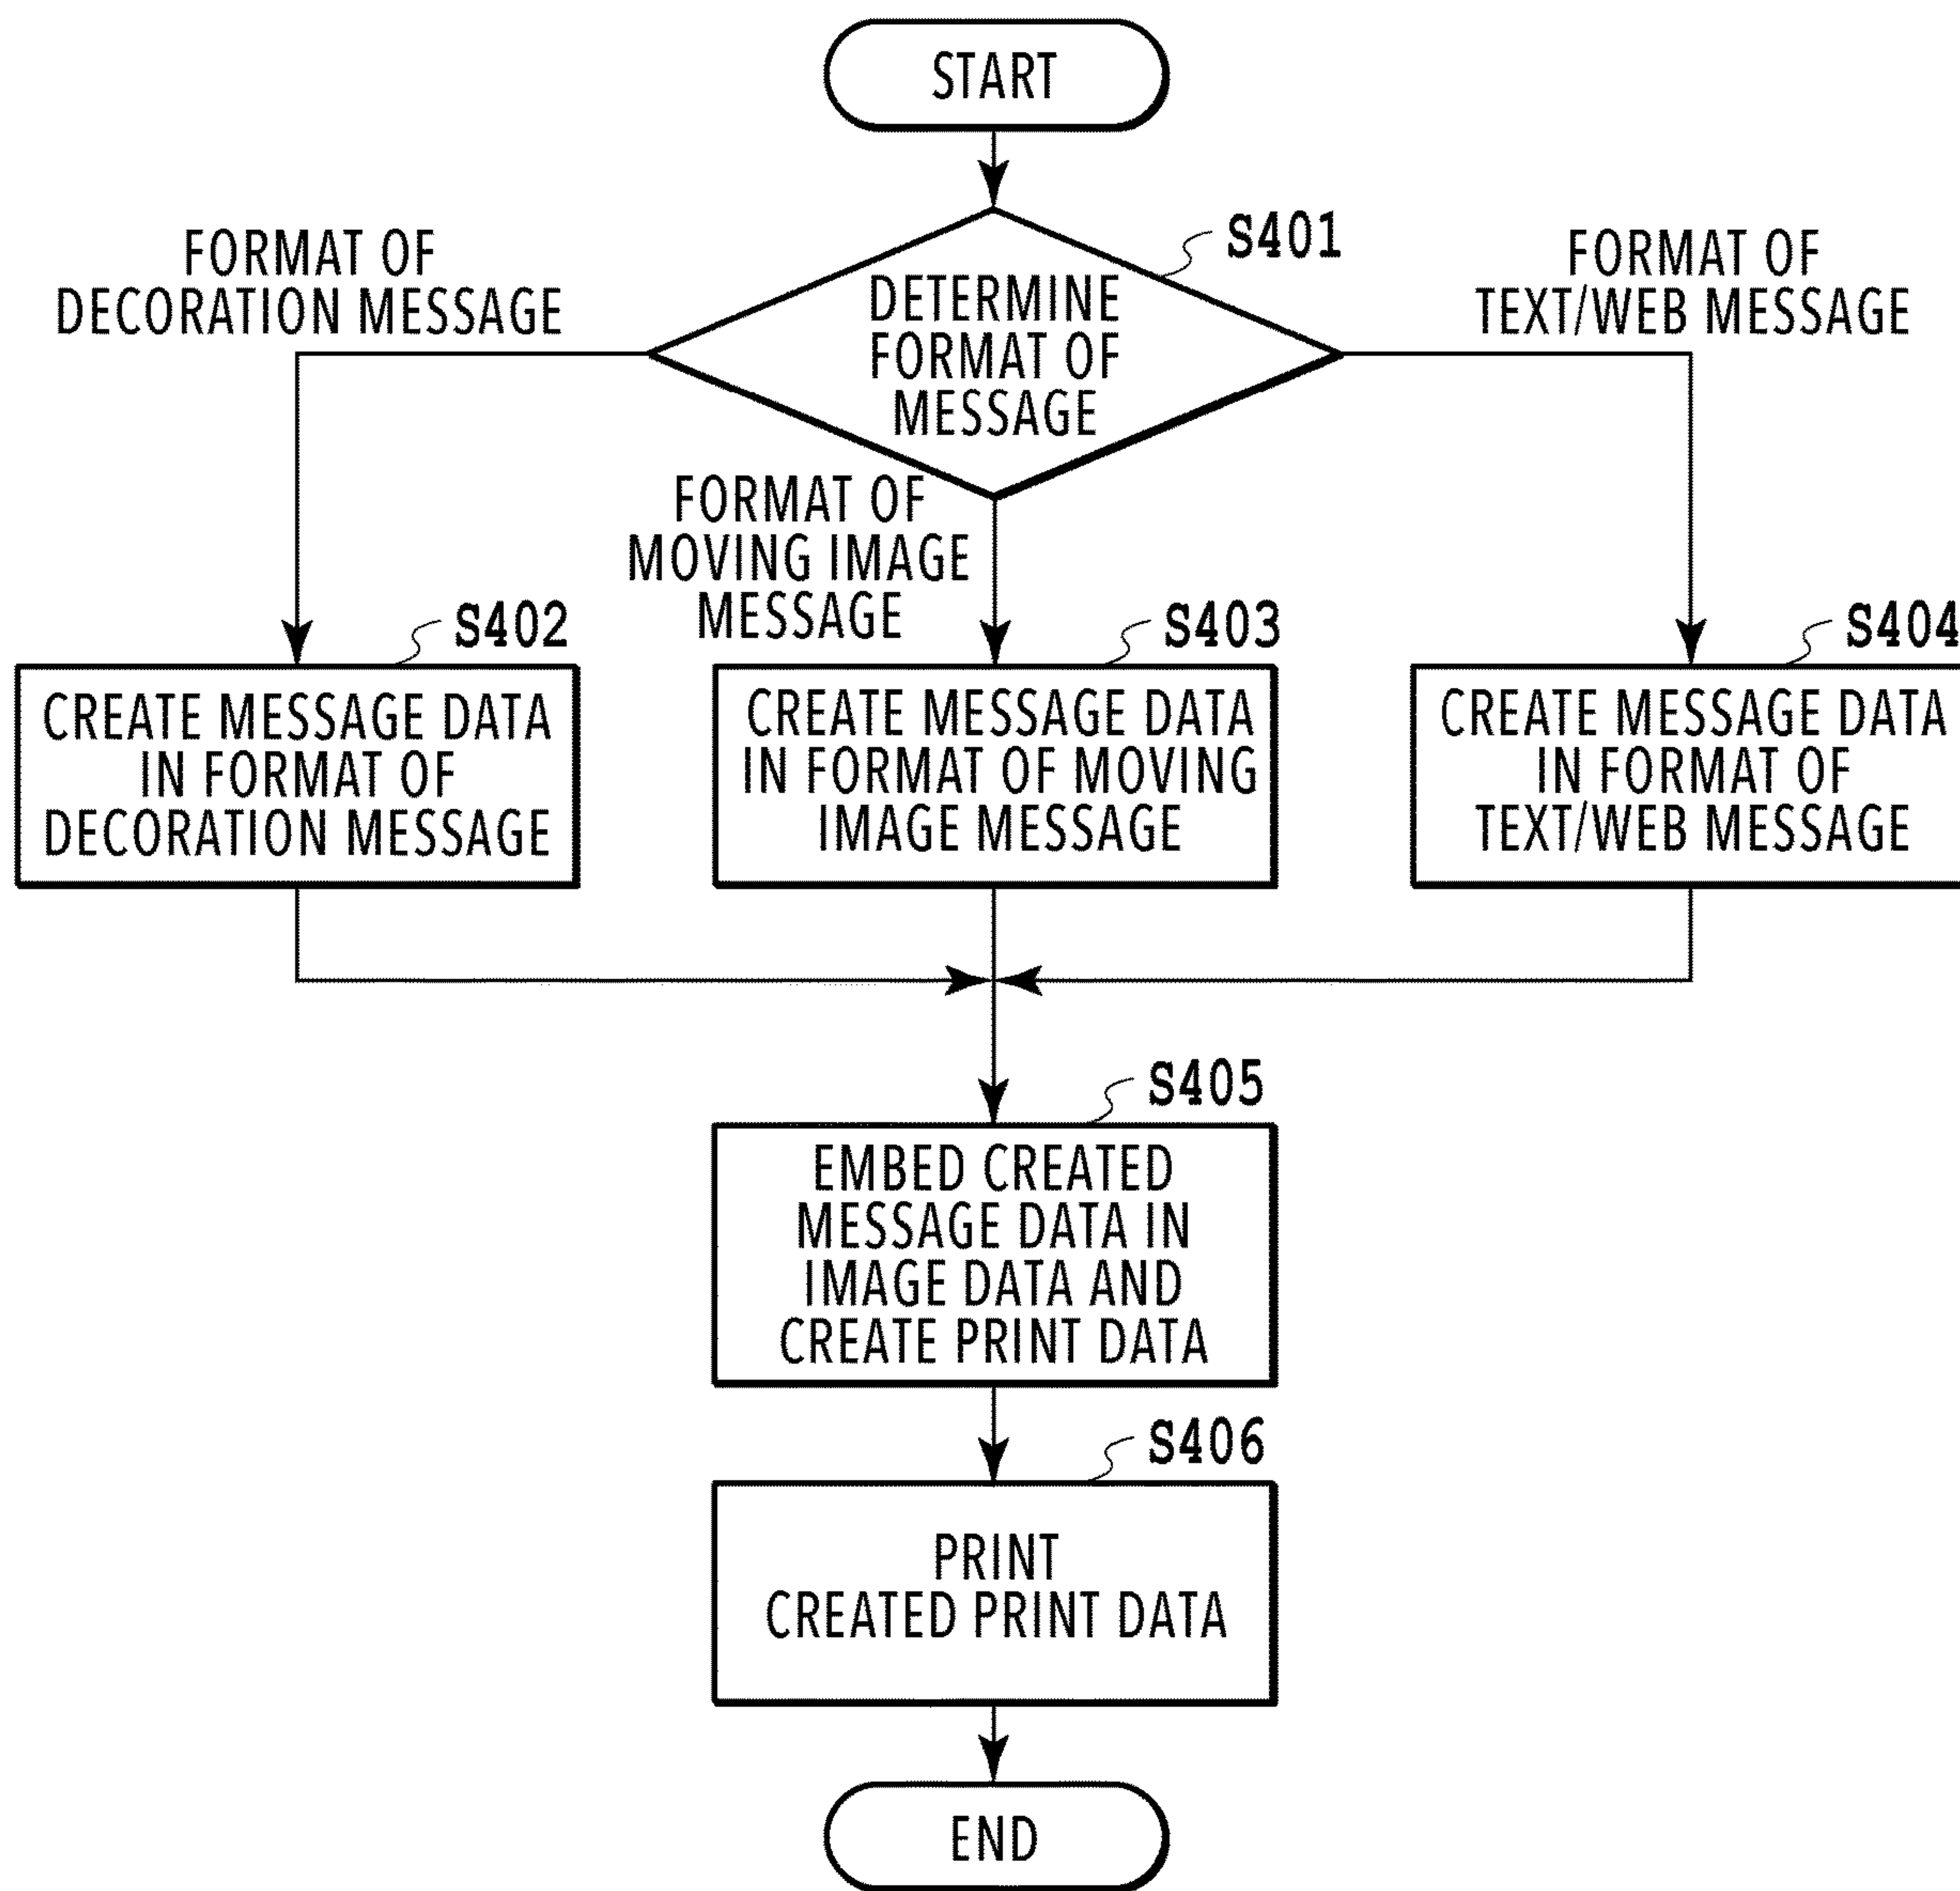 START
S401
FORMAT OF
DECORATION MESSAGE
DETERMINE
FORMAT OF
MESSAGE
FORMAT OF
TEXT/WEB MESSAGE
FORMAT OF
MOVING IMAGE
MESSAGE
S402
CREATE MESSAGE DATA
IN FORMAT OF
DECORATION MESSAGE
S403
CREATE MESSAGE DATA
IN FORMAT OF MOVING
IMAGE MESSAGE
S404
CREATE MESSAGE DATA
IN FORMAT OF
TEXT/WEB MESSAGE
S405
EMBED CREATED
MESSAGE DATA IN
IMAGE DATA AND
CREATE PRINT DATA
S406
PRINT
CREATED PRINT DATA
END